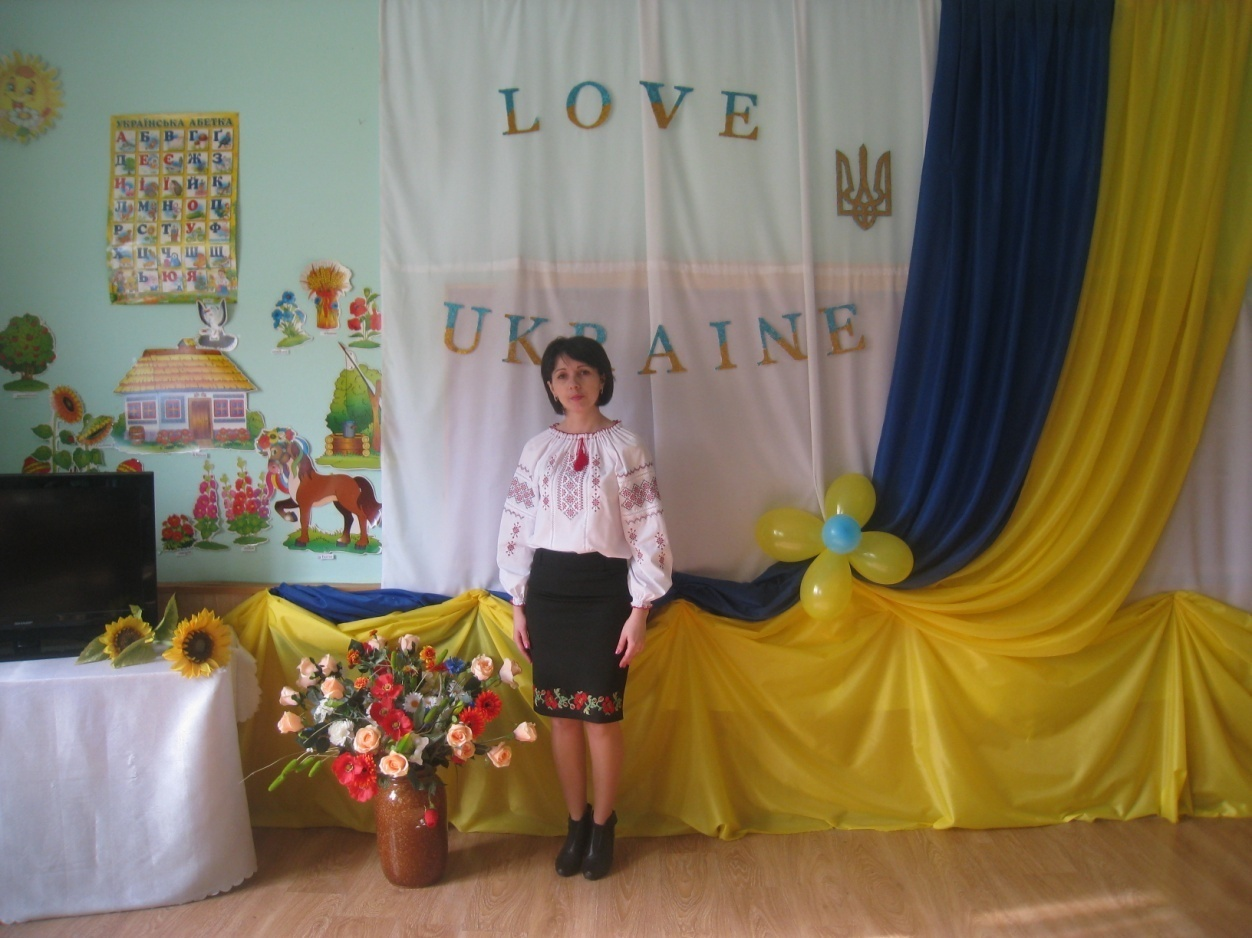 LOVE
UKRAINE
УКРАЇНСЬКА АБЕТКА
А Б В Г Ґ
Д Е Є Ж З
И І Ї Й К
Л М Н О П
Р С Т У Ф
Х Ц Ч Ш Щ
Ь Ю Я